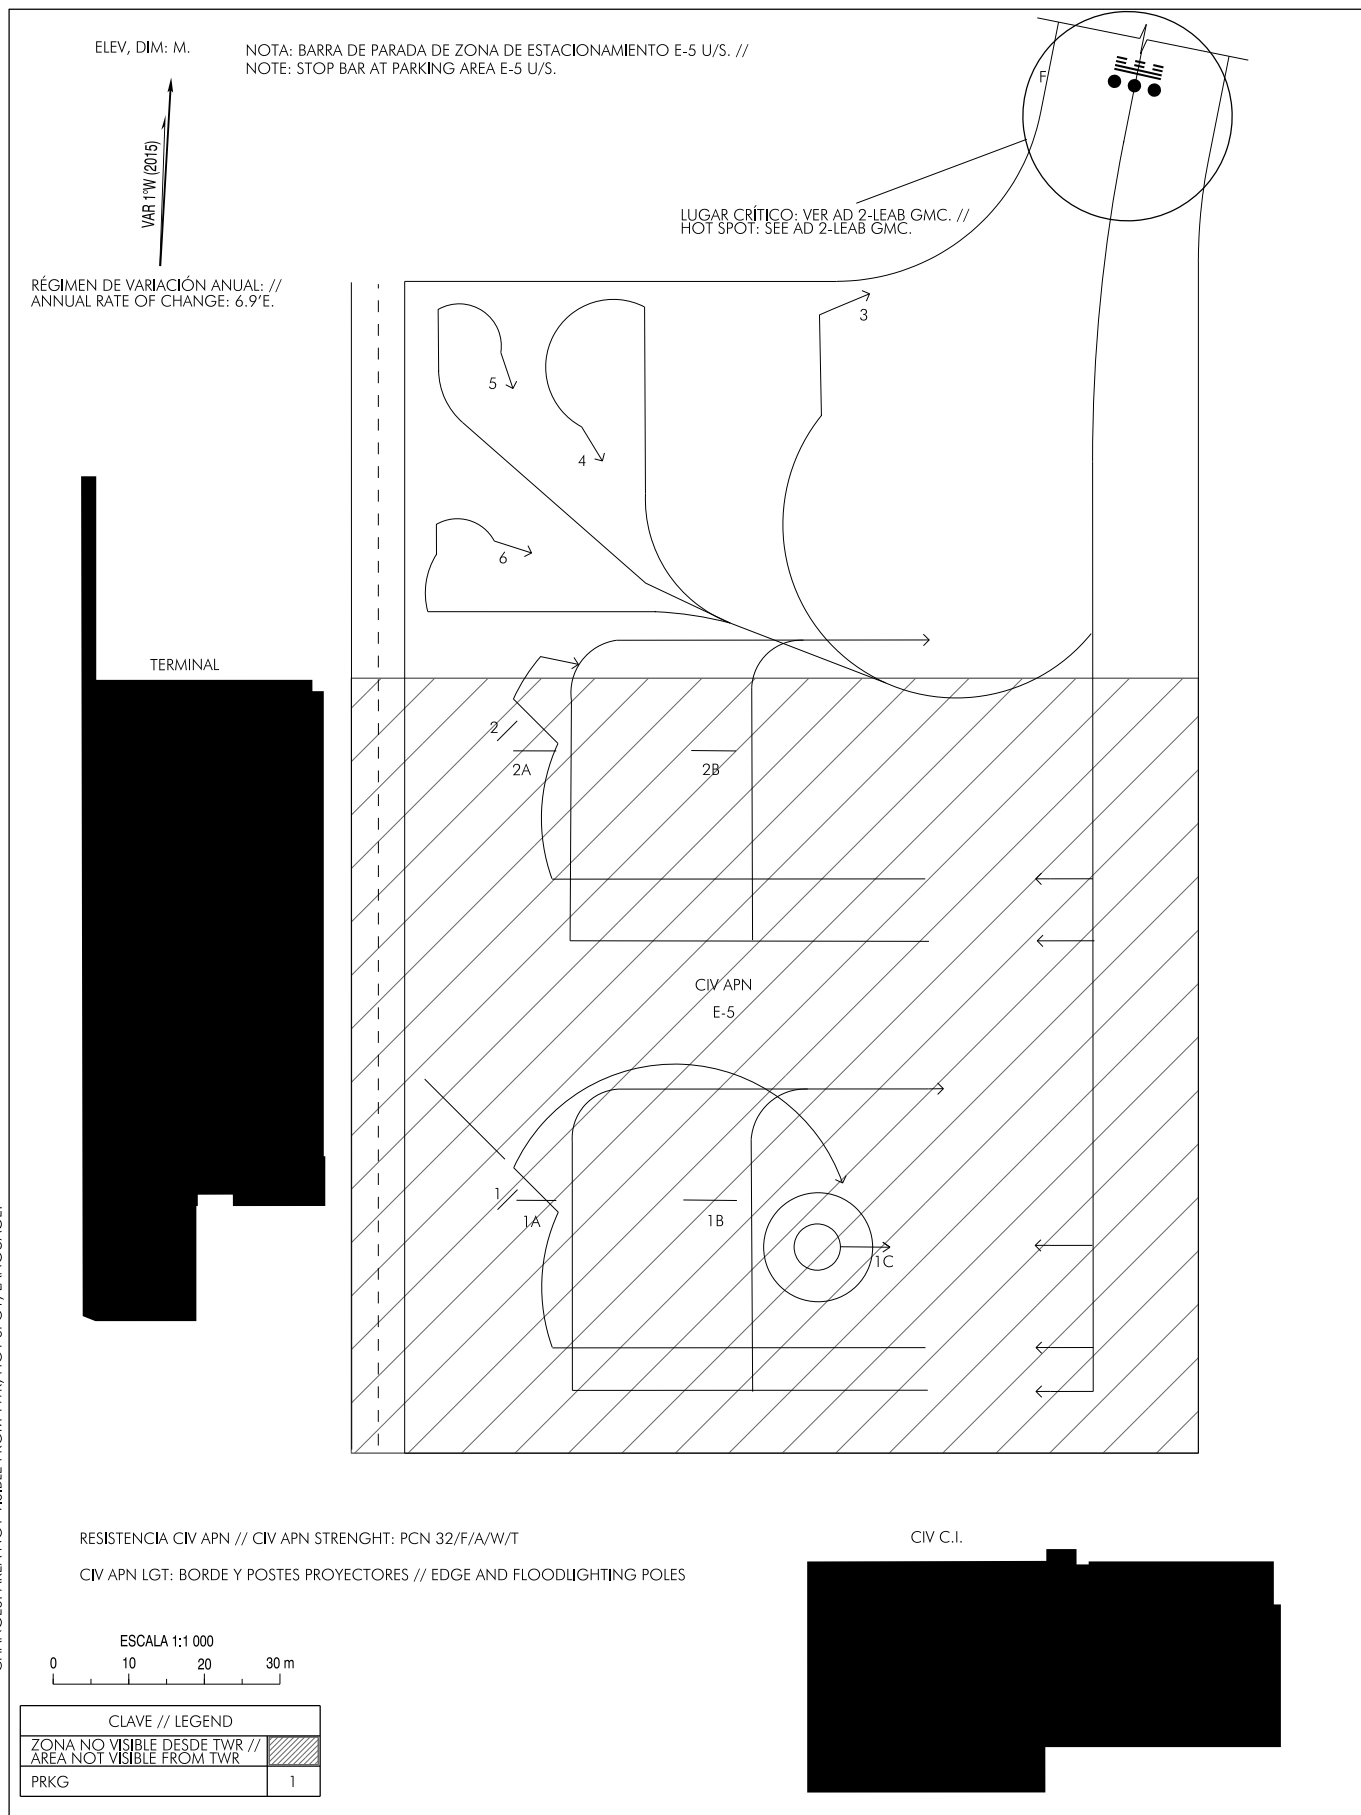 ELEV, DIM: M.
NOTA: BARRA DE PARADA DE ZONA DE ESTACIONAMIENTO E-5 U/S. //
NOTE: STOP BAR AT PARKING AREA E-5 U/S.
F
VAR 1°W (2015)
LUGAR CRÍTICO: VER AD 2-LEAB GMC. //
HOT SPOT: SEE AD 2-LEAB GMC.
RÉGIMEN DE VARIACIÓN ANUAL: //
ANNUAL RATE OF CHANGE: 6.9'E.
3
5
4
6
TERMINAL
2
2A
2B
CIV APN
E-5
1
1A
1B
1C
RESISTENCIA CIV APN // CIV APN STRENGHT: PCN 32/F/A/W/T
CIV C.I.
CIV APN LGT: BORDE Y POSTES PROYECTORES // EDGE AND FLOODLIGHTING POLES
ESCALA 1:1 000
0 10 20 30 m
CLAVE // LEGEND
ZONA NO VISIBLE DESDE TWR //
AREA NOT VISIBLE FROM TWR
PRKG 1